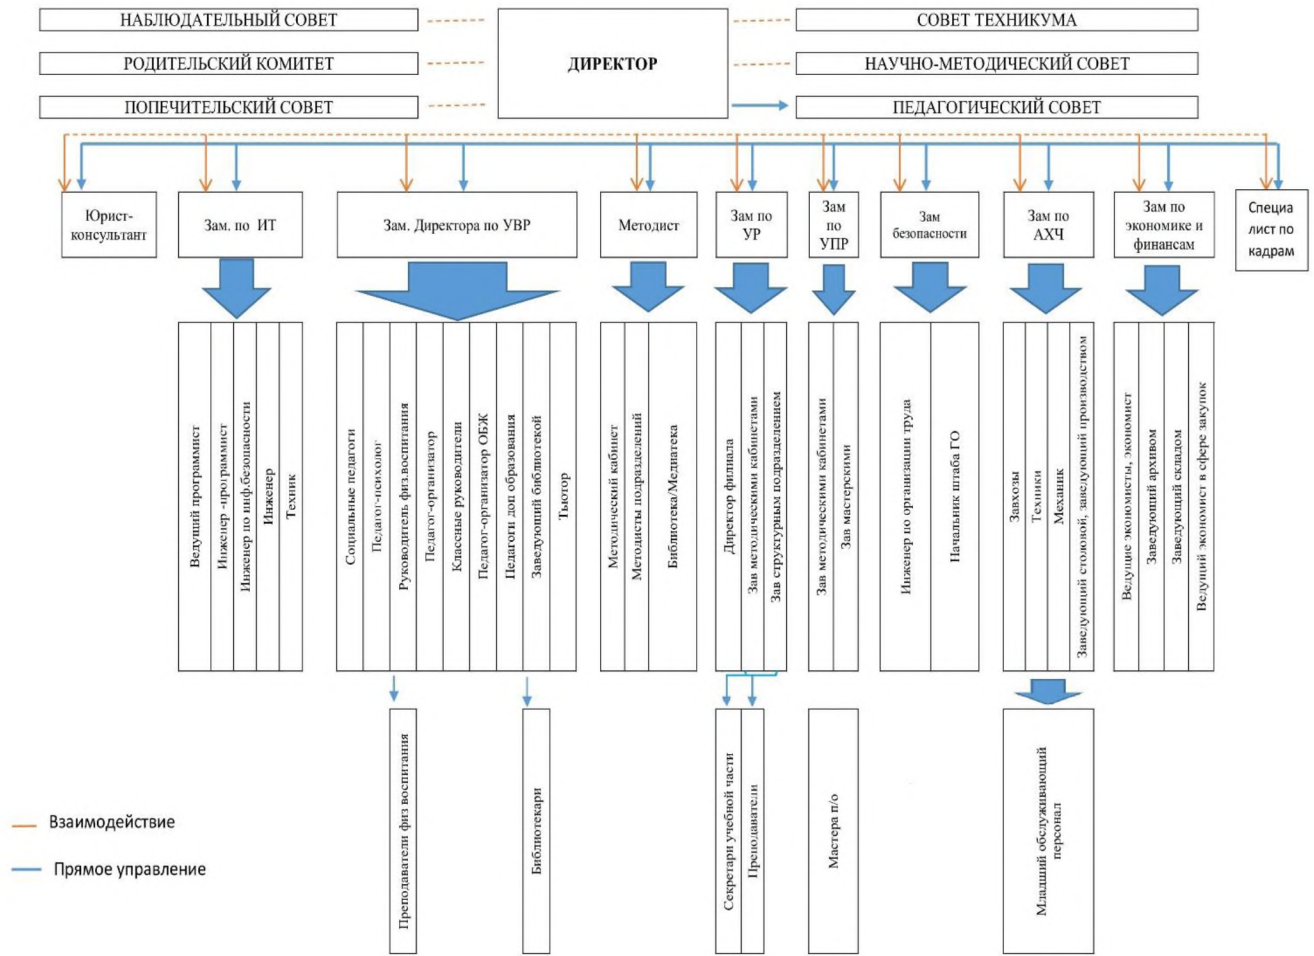 НАБЛЮДАТЕЛЬНЫЙ СОВЕТ
РОДИТЕЛЬСКИЙ КОМИТЕТ
ПОПЕЧИТЕЛЬСКИЙ СОВЕТ
ДИРЕКТОР
СОВЕТ ТЕХНИКУМА
НАУЧНО-МЕТОДИЧЕСКИЙ СОВЕТ
ПЕДАГОГИЧЕСКИЙ СОВЕТ
Юрист-
консультант
Зам. по ИТ
Зам. Директора по УВР
Методист
Зам по
УР
Зам
по
УПР
Зам
безопасности
Зам по
АХЧ
Зам по
экономике и
финансам
Специа
лист по
кадрам
Ведущий программист
Инженер -программист
Инженер по инф.безопасности
Инженер
Техник
Социальные педагоги
Педагог-психолог
Руководитель физ.воспитания
Педагог-организатор
Классные руководители
Педагог-организатор ОБЖ
Педагоги доп образования
Заведующий библиотекой
Тьютор
Методический кабинет
Методисты подразделений
Библиотека/Медиатека
Директор филиала
Зав методическими кабинетами
Зав структурным подразделением
Зав методическими кабинетами
Зав мастерскими
Инженер по организации труда
Начальник штаба ГО
Завхозы
Техники
Механик
Заведующий столовой, заведующий производством
Ведущие экономисты, экономист
Заведующий архивом
Заведующий складом
Ведущий экономист в сфере закупок
Преподаватели физ воспитания
Библиотекари
Секретари учебной части
Преподаватели
Мастера п/о
Младший обслуживающий
персонал
Взаимодействие
Прямое управление